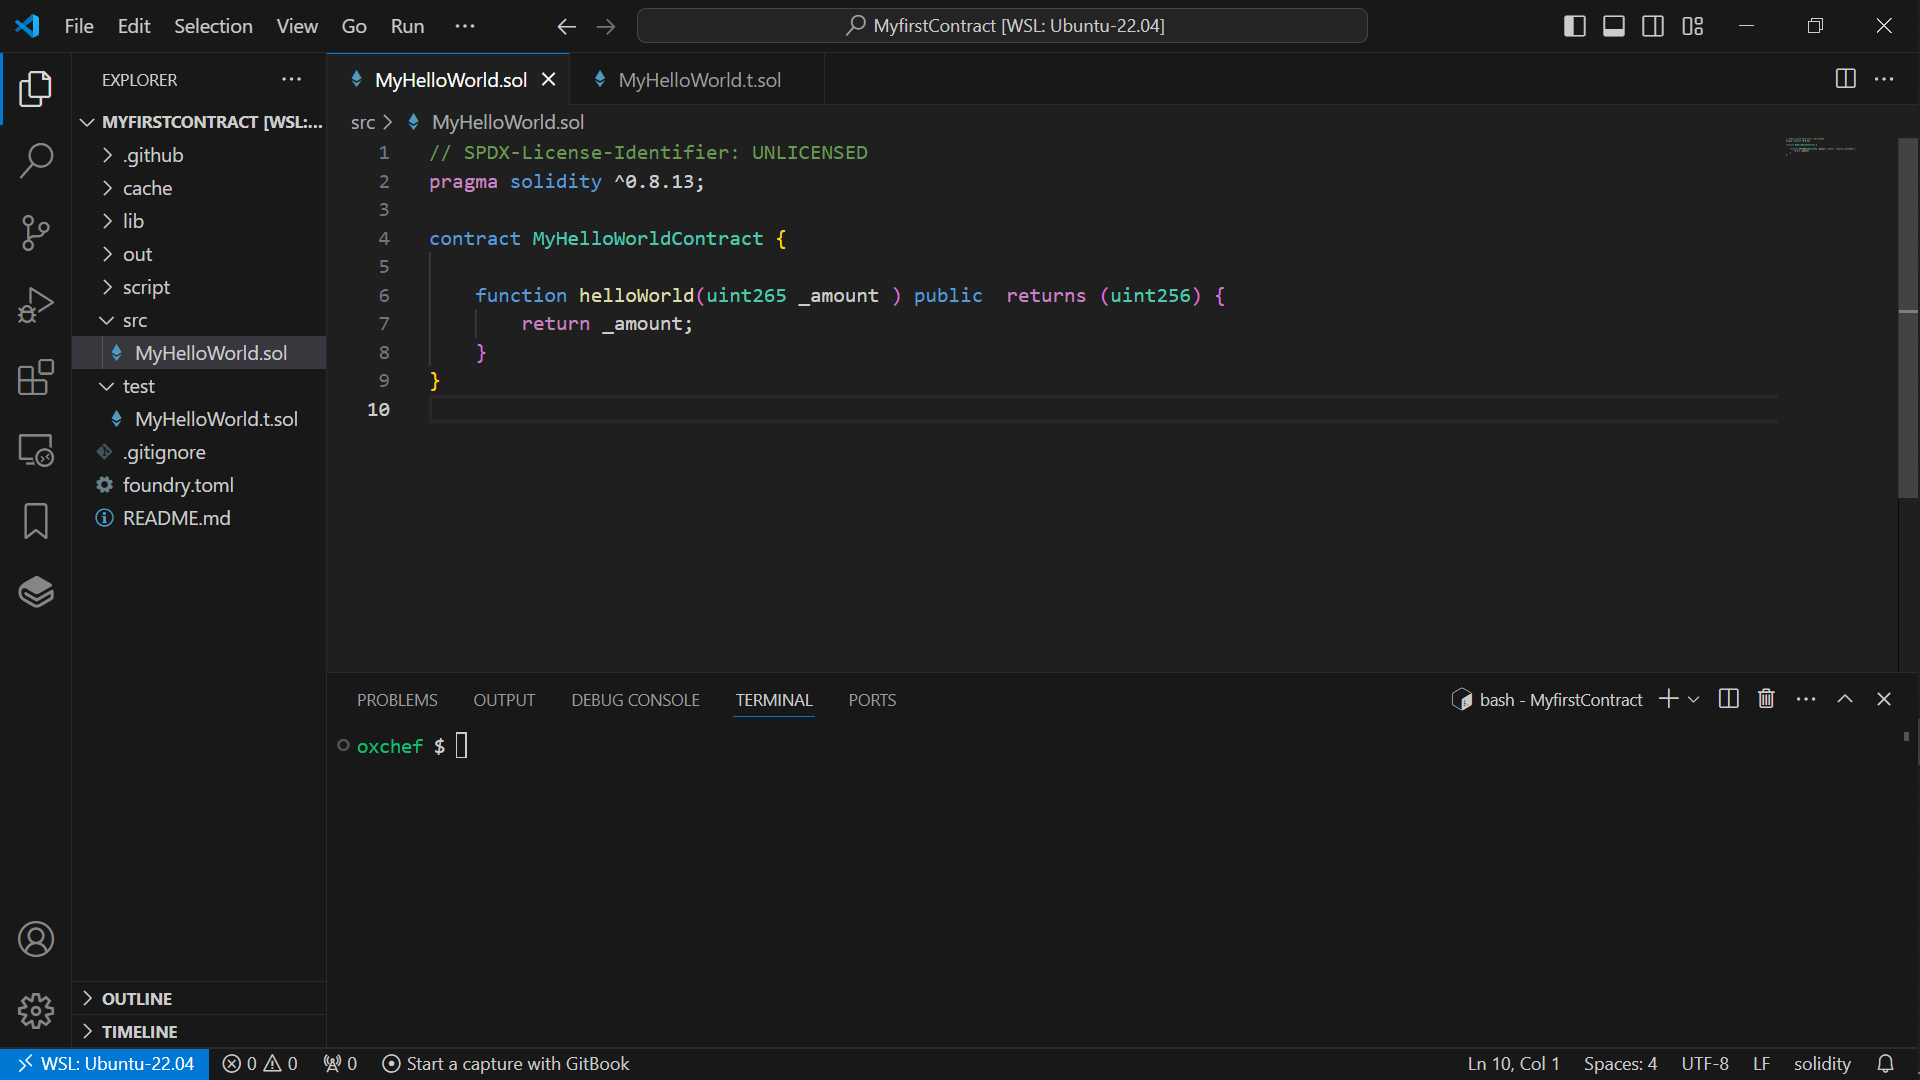 File Edit Selection View Go Run ···
MyfirstContract [WSL: Ubuntu-22.04]
EXPLORER
MYFIRSTCONTRACT [WSL:...
.github
cache
lib
out
script
src
MyHelloWorld.sol
test
MyHelloWorld.t.sol
.gitignore
foundry.toml
README.md
OUTLINE
TIMELINE
MyHelloWorld.sol MyHelloWorld.t.sol
src > MyHelloWorld.sol
1 // SPDX-License-Identifier: UNLICENSED
2 pragma solidity ^0.8.13;
3
4 contract MyHelloWorldContract {
5
6 function helloWorld(uint265 _amount ) public  returns (uint256) {
7 return _amount;
8 }
9 }
10
PROBLEMS OUTPUT DEBUG CONSOLE TERMINAL PORTS
bash - MyfirstContract
oxchef $
WSL: Ubuntu-22.04 0 0 0 Start a capture with GitBook Ln 10, Col 1 Spaces: 4 UTF-8 LF solidity